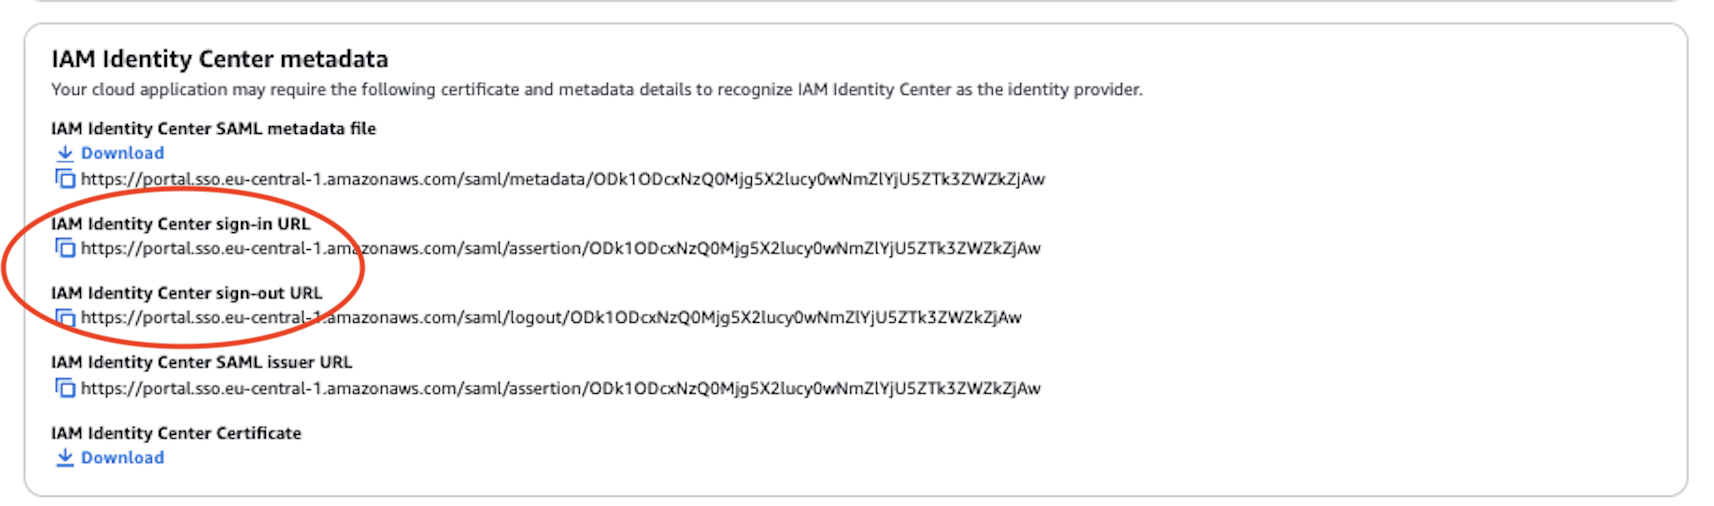 IAM Identity Center metadata
Your cloud application may require the following certificate and metadata details to recognize IAM Identity Center as the identity provider.
IAM Identity Center SAML metadata file
Download
https://portal.sso.eu-central-1.amazonaws.com/saml/metadata/ODk1ODcxNzQ0Mjg5X2lucy0wNmZlYjU5ZTk3ZWZkZjAw
IAM Identity Center sign-in URL
https://portal.sso.eu-central-1.amazonaws.com/saml/assertion/ODk1ODcxNzQ0Mjg5X2lucy0wNmZlYjU5ZTk3ZWZkZjAw
IAM Identity Center sign-out URL
https://portal.sso.eu-central-1.amazonaws.com/saml/logout/ODk1ODcxNzQ0Mjg5X2lucy0wNmZlYjU5ZTk3ZWZkZjAw
IAM Identity Center SAML issuer URL
https://portal.sso.eu-central-1.amazonaws.com/saml/assertion/ODk1ODcxNzQ0Mjg5X2lucy0wNmZlYjU5ZTk3ZWZkZjAw
IAM Identity Center Certificate
Download